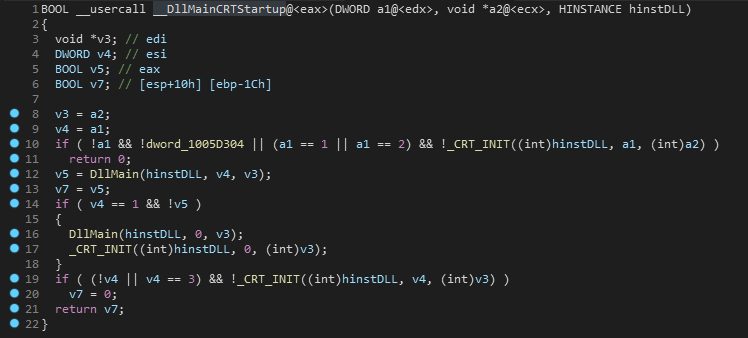 1 BOOL __usercall __DllMainCRTStartup@<eax>(DWORD a1@<edx>, void *a2@<ecx>, HINSTANCE hinstDLL)
2 {
3   void *v3; // edi
4   DWORD v4; // esi
5   BOOL v5; // eax
6   BOOL v7; // [esp+10h] [ebp-1Ch]
7
8   v3 = a2;
9   v4 = a1;
10   if ( !a1 && !dword_1005D304 || (a1 == 1 || a1 == 2) && !_CRT_INIT((int)hinstDLL, a1, (int)a2) )
11     return 0;
12   v5 = DllMain(hinstDLL, v4, v3);
13   v7 = v5;
14   if ( v4 == 1 && !v5 )
15   {
16     DllMain(hinstDLL, 0, v3);
17     _CRT_INIT((int)hinstDLL, 0, (int)v3);
18   }
19   if ( (!v4 || v4 == 3) && !_CRT_INIT((int)hinstDLL, v4, (int)v3) )
20     v7 = 0;
21   return v7;
22 }